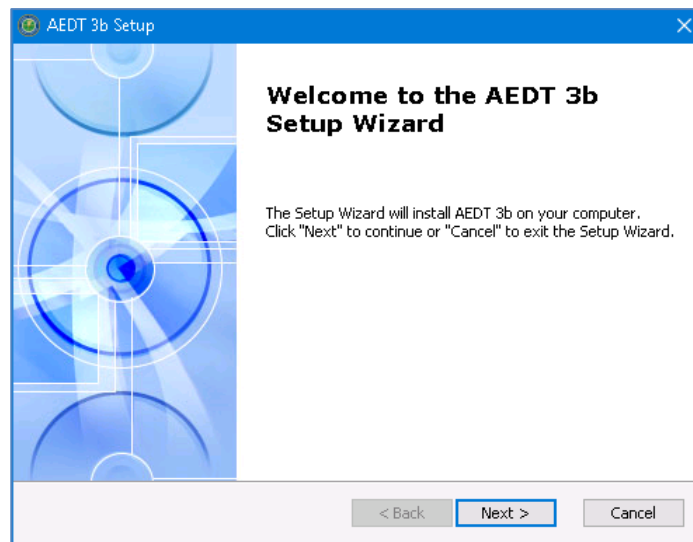 AEDT 3b Setup
Welcome to the AEDT 3b
Setup Wizard
The Setup Wizard will install AEDT 3b on your computer.
Click "Next" to continue or "Cancel" to exit the Setup Wizard.
< Back
Next >
Cancel